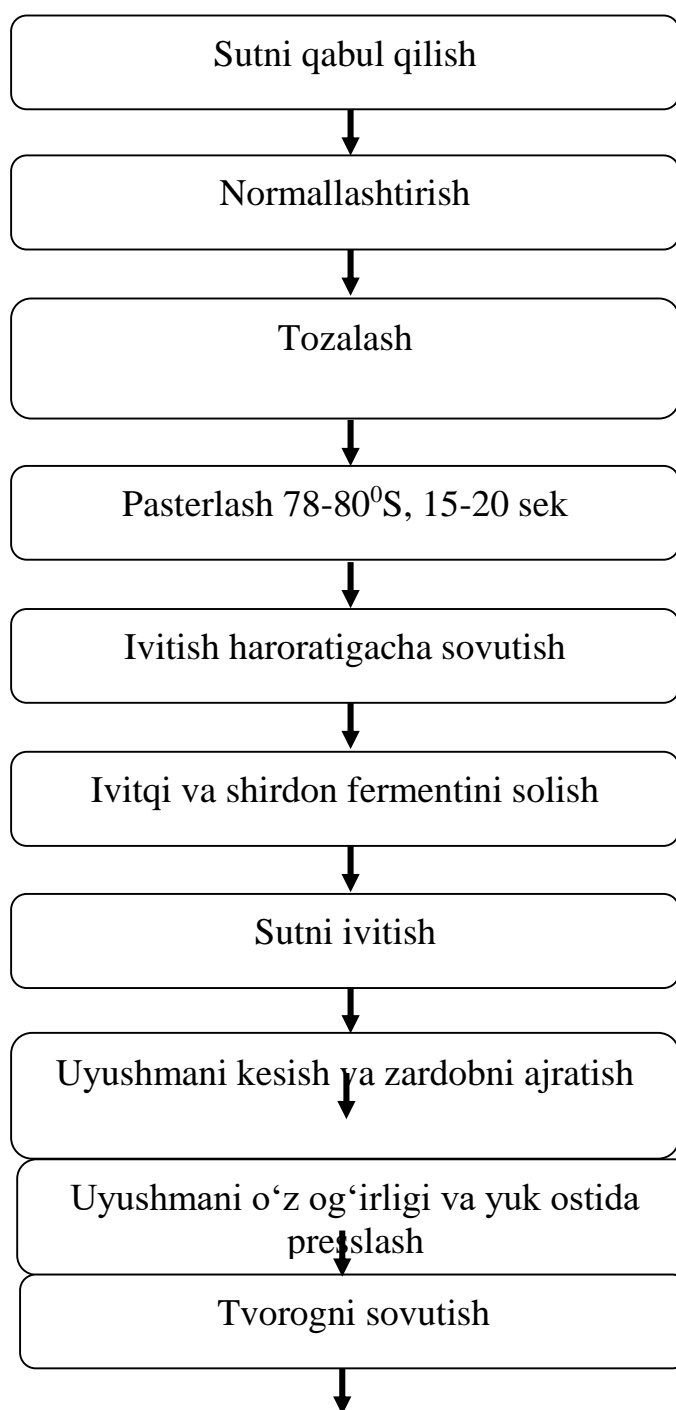 Sutni qabul qilish
Normallashtirish
Tozalash
Pasterlash 78-80⁰S, 15-20 sek
Ivitish haroratigacha sovutish
Ivitqi va shirdon fermentini solish
Sutni ivitish
Uyushmani kesish va zardobni ajratish
Uyushmani o‘z og‘irligi va yuk ostida
presslash
Tvorogni sovutish